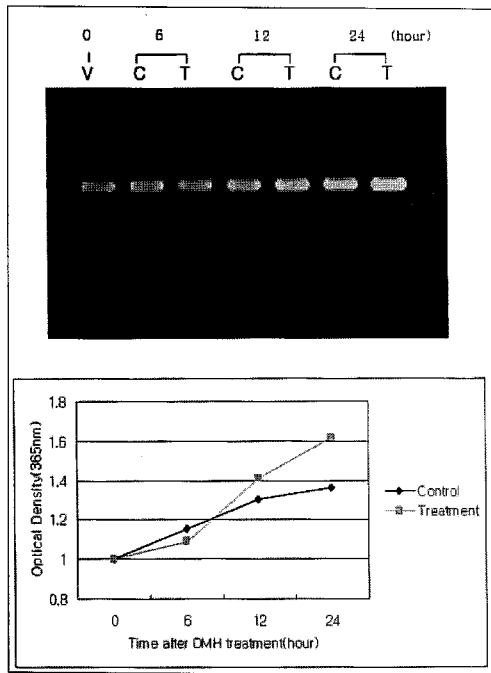 0 6 12 24 (hour)
V C T C T C T
1.8
1.6
1.4
1.2
1
0.8
Optical Density(365nm)
0 6 12 24
Time after DMH treatment(hour)
Control
Treatment